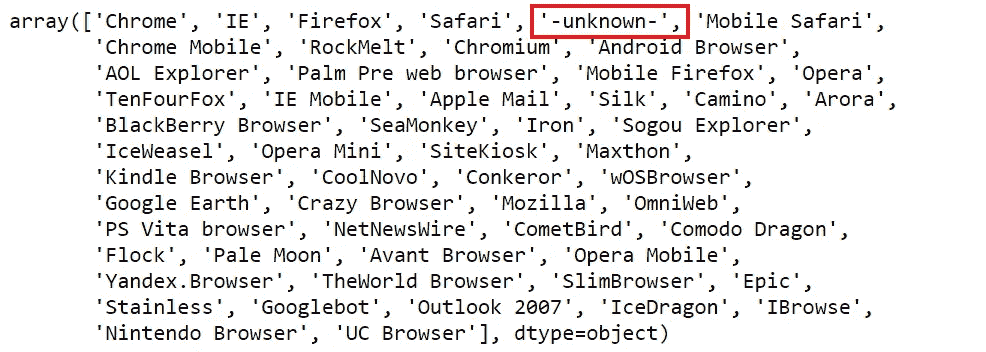 array(['Chrome', 'IE', 'Firefox', 'Safari', '-unknown-', 'Mobile Safari',
'Chrome Mobile', 'RockMelt', 'Chromium', 'Android Browser',
'AOL Explorer', 'Palm Pre web browser', 'Mobile Firefox', 'Opera',
'TenFourFox', 'IE Mobile', 'Apple Mail', 'Silk', 'Camino', 'Arora',
'BlackBerry Browser', 'SeaMonkey', 'Iron', 'Sogou Explorer',
'IceWeasel', 'Opera Mini', 'SiteKiosk', 'Maxthon',
'Kindle Browser', 'CoolNovo', 'Conkeror', 'wOSBrowser',
'Google Earth', 'Crazy Browser', 'Mozilla', 'OmniWeb',
'PS Vita browser', 'NetNewsWire', 'CometBird', 'Comodo Dragon',
'Flock', 'Pale Moon', 'Avant Browser', 'Opera Mobile',
'Yandex.Browser', 'TheWorld Browser', 'SlimBrowser', 'Epic',
'Stainless', 'Googlebot', 'Outlook 2007', 'IceDragon', 'IBrowse',
'Nintendo Browser', 'UC Browser'], dtype=object)